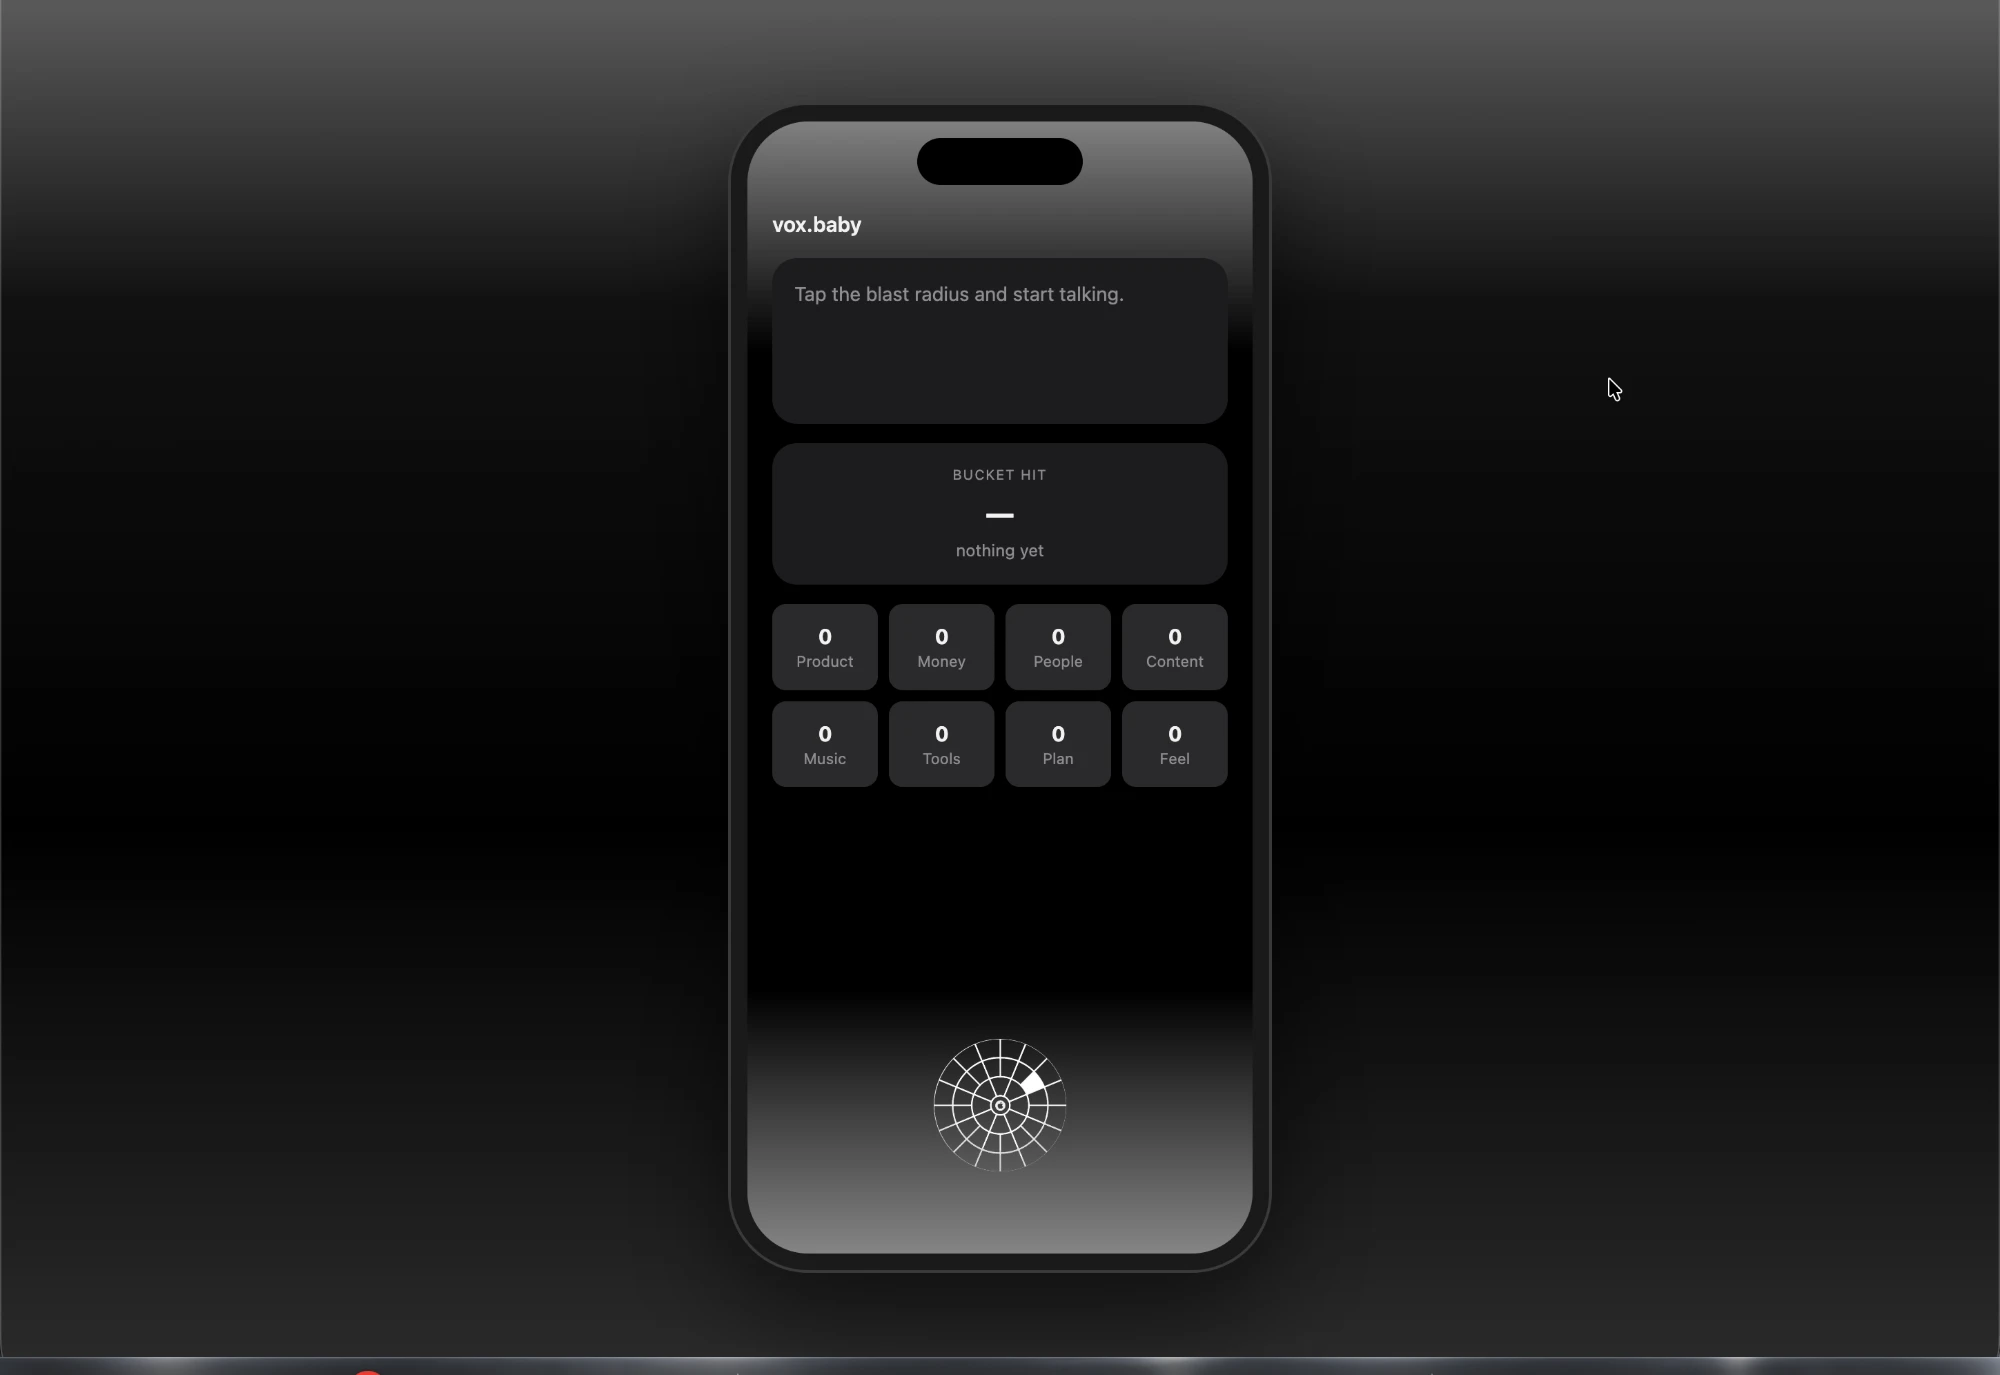 vox.baby
Tap the blast radius and start talking.
BUCKET HIT
—
nothing yet
0 0 0 0
Product Money People Content
0 0 0 0
Music Tools Plan Feel